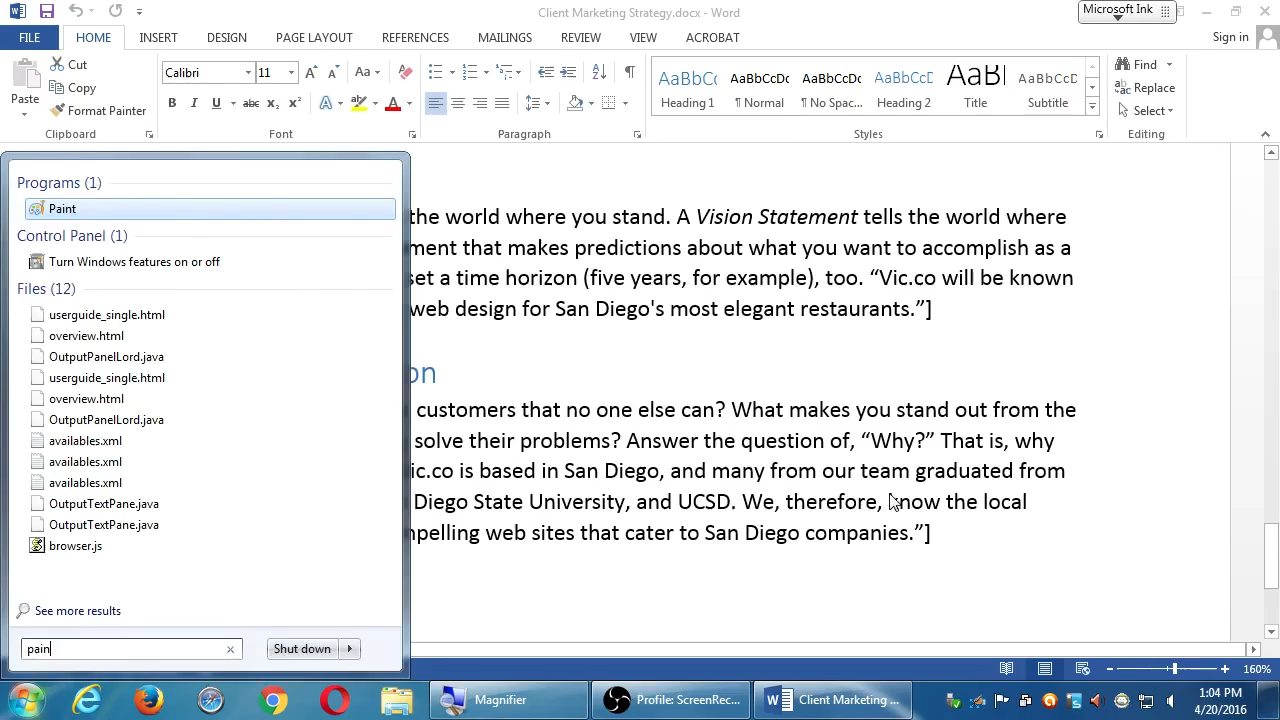 Client Marketing Strategy.docx - Word
Microsoft Ink
FILE HOME INSERT DESIGN PAGE LAYOUT REFERENCES MAILINGS REVIEW VIEW ACROBAT Sign in
Paste
Cut
Copy
Format Painter
Calibri 11
AaBbCc AaBbCcDc AaBbCcDc AaBbCcD AaB AaBbCcD
Heading 1 ¶ Normal ¶ No Spac... Heading 2 Title Subtitle
Find
Replace
Select
Clipboard Font Paragraph Styles Editing
Programs (1)
Paint
Control Panel (1)
Turn Windows features on or off
Files (12)
userguide_single.html
overview.html
OutputPanelLord.java
userguide_single.html
overview.html
OutputPanelLord.java
availables.xml
availables.xml
availables.xml
OutputTextPane.java
OutputTextPane.java
browser.js
See more results
pain
Shut down
the world where you stand. A Vision Statement tells the world where
ment that makes predictions about what you want to accomplish as a
set a time horizon (five years, for example), too. “Vic.co will be known
web design for San Diego's most elegant restaurants.”]
on
customers that no one else can? What makes you stand out from the
solve their problems? Answer the question of, “Why?” That is, why
ic.co is based in San Diego, and many from our team graduated from
Diego State University, and UCSD. We, therefore, know the local
npelling web sites that cater to San Diego companies.”]
160%
Magnifier
Profile: ScreenRec...
Client Marketing ...
1:04 PM
4/20/2016